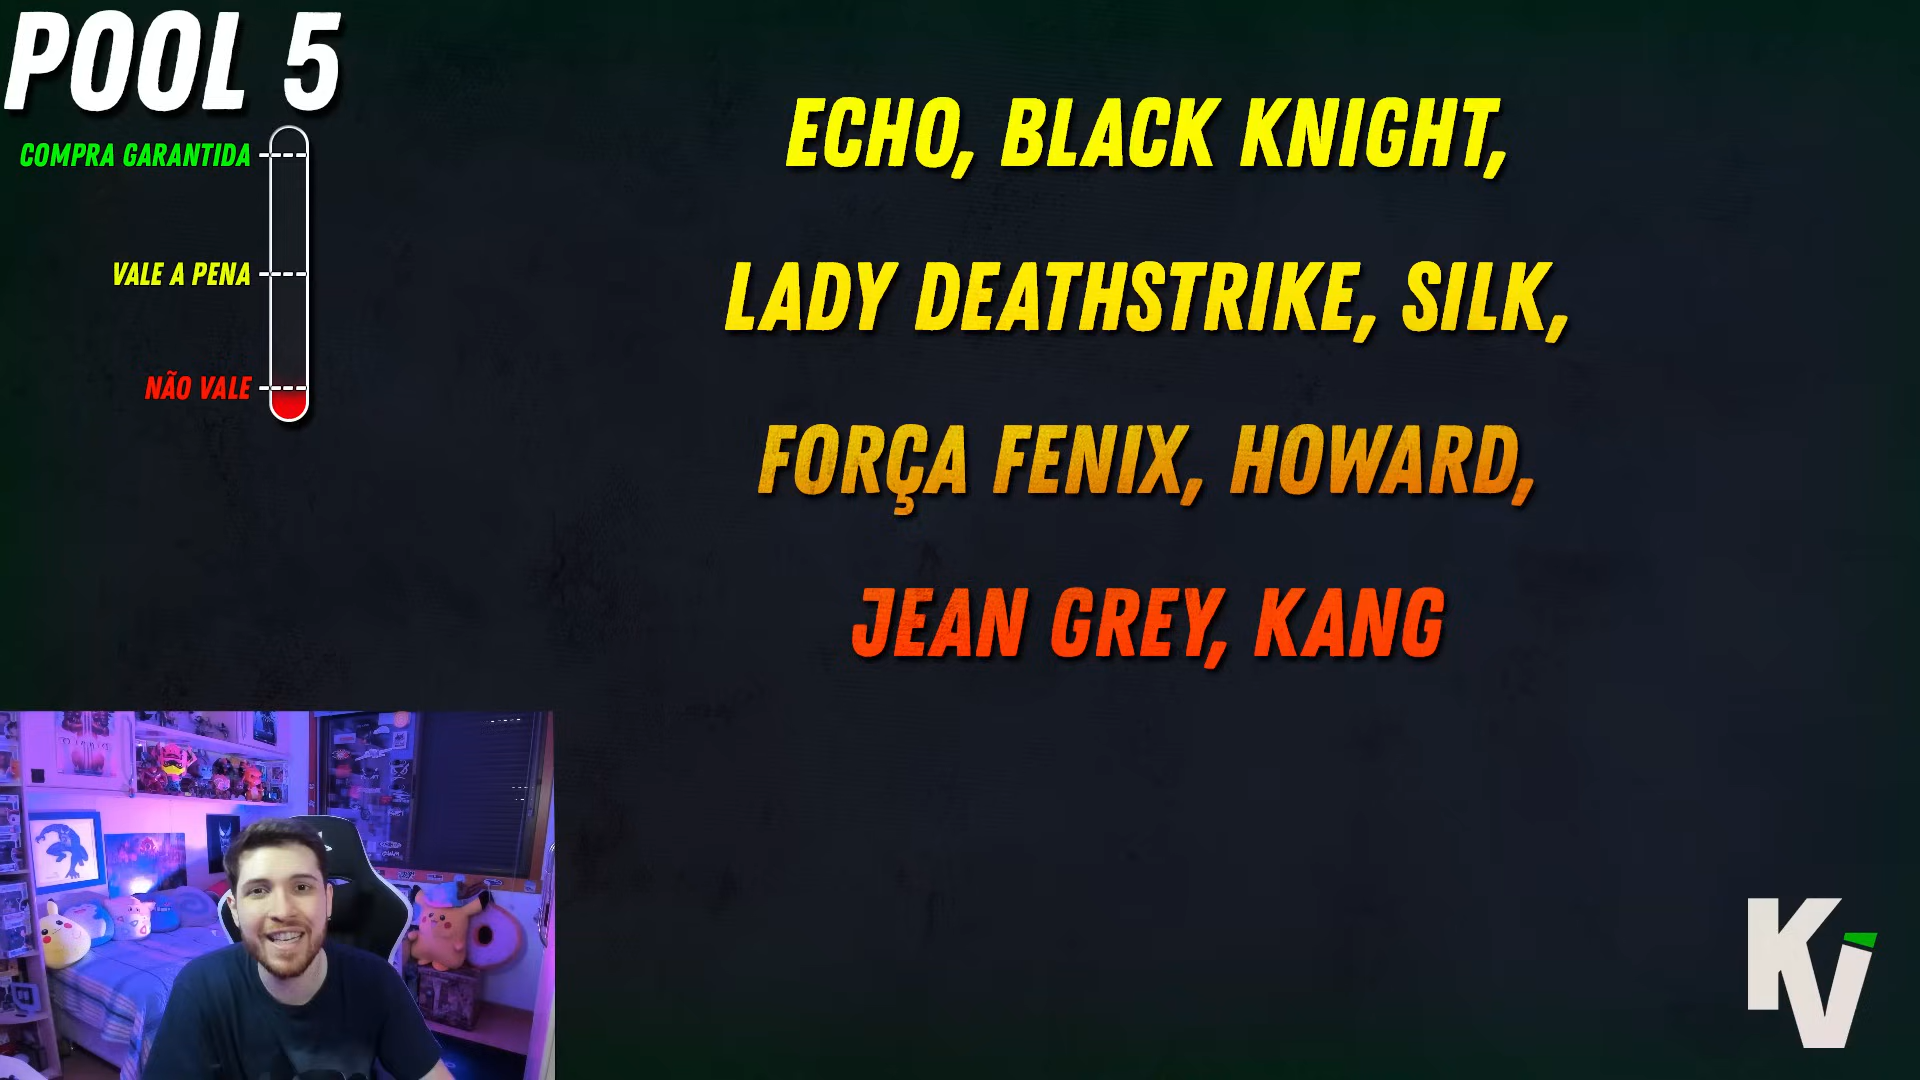 POOL 5
COMPRA GARANTIDA
VALE A PENA
NÃO VALE
ECHO, BLACK KNIGHT,
LADY DEATHSTRIKE, SILK,
FORÇA FENIX, HOWARD,
JEAN GREY, KANG
KV